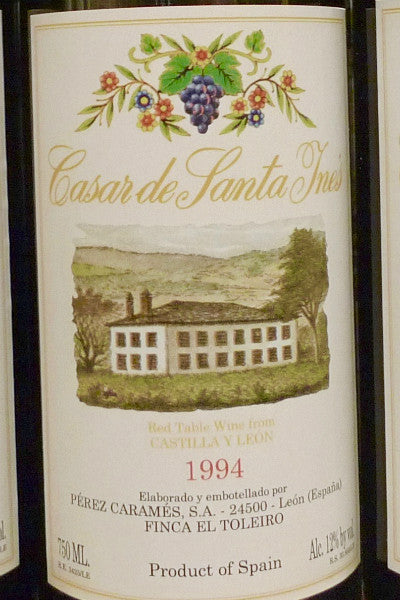 Casar de Santa Inés
Red Table Wine from
CASTILLA Y LEÓN
1994
Elaborado y embotellado por
PÉREZ CARAMÉS, S.A. - 24500 - León (España)
FINCA EL TOLEIRO
750 ML.
Alc. 12% by vol.
Product of Spain